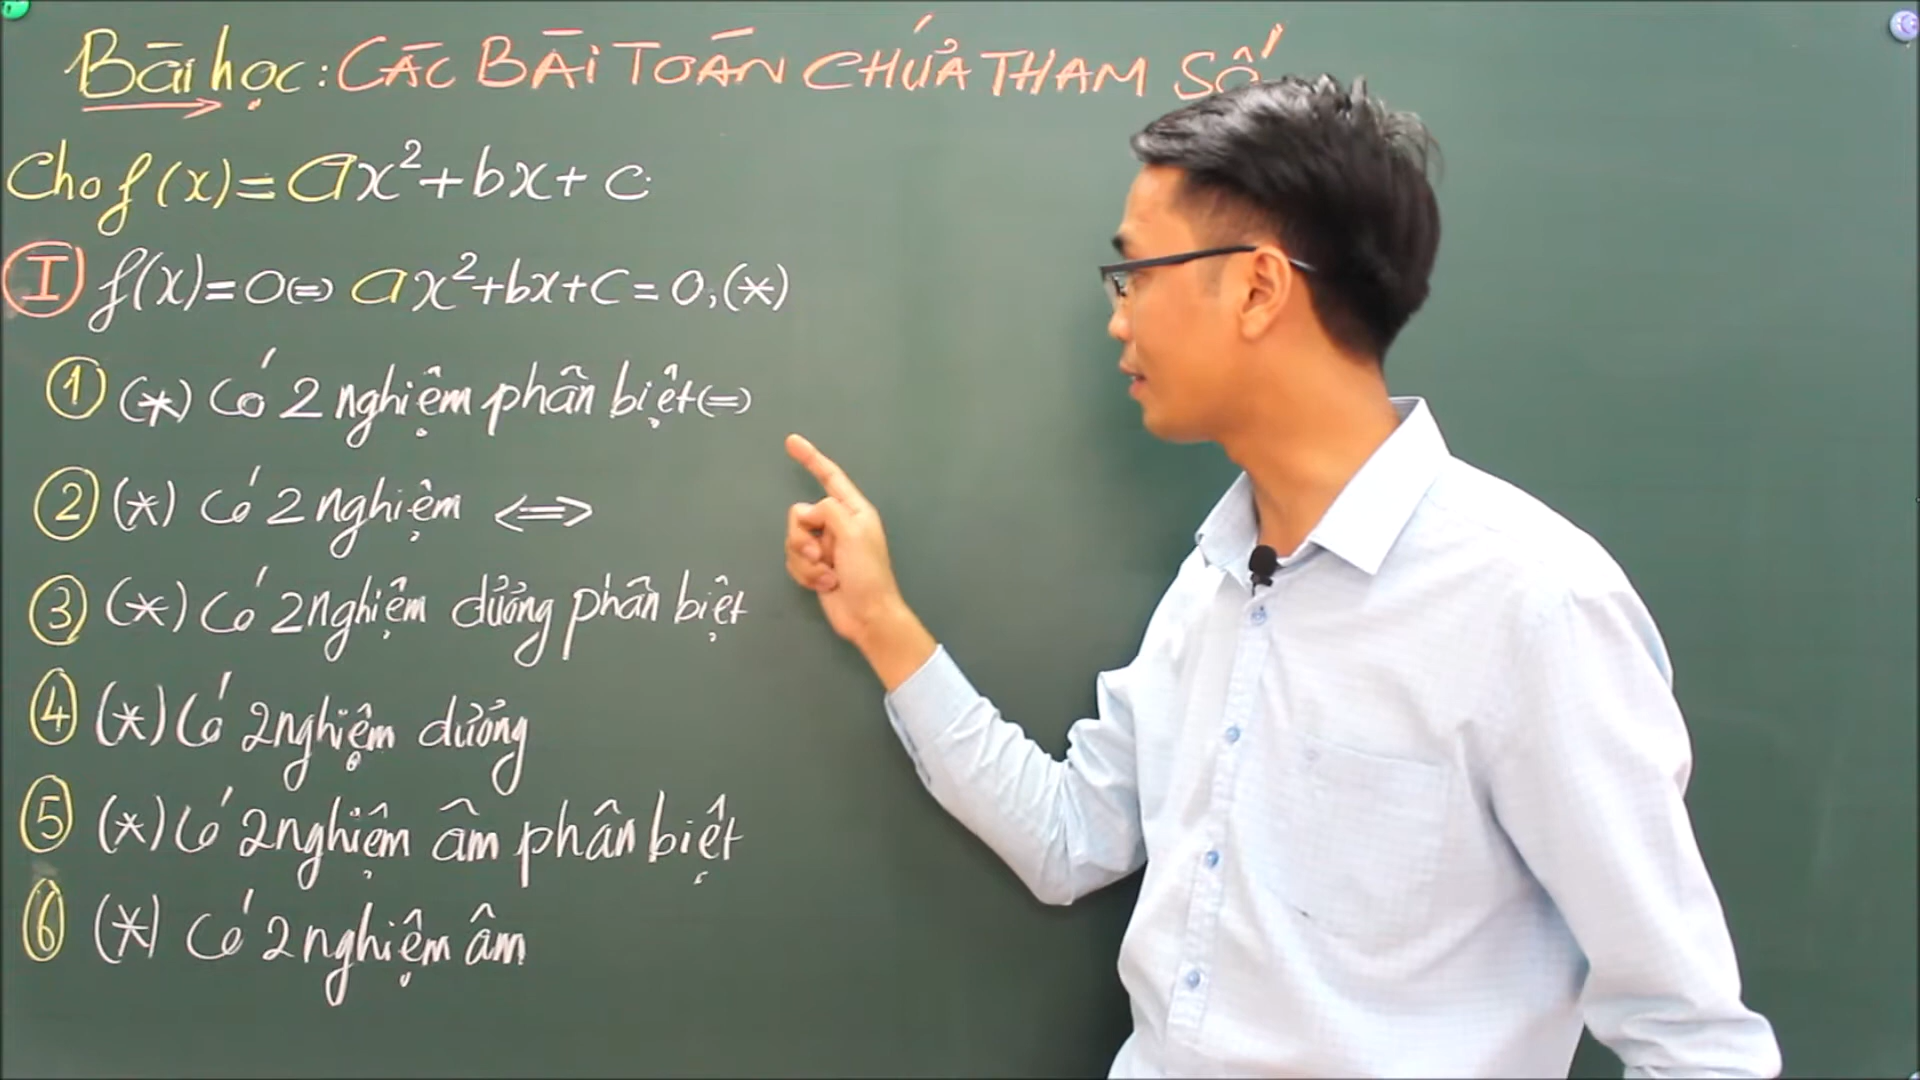 Bài học: CÁC BÀI TOÁN CHỨA THAM SỐ
Cho f(x) = ax² + bx + c
I f(x) = 0 <=> ax² + bx + c = 0, (*)
1 (*) Có 2 nghiệm phân biệt <=>
2 (*) Có 2 nghiệm <=>
3 (*) Có 2 nghiệm dương phân biệt
4 (*) Có 2 nghiệm dương
5 (*) Có 2 nghiệm âm phân biệt
6 (*) Có 2 nghiệm âm